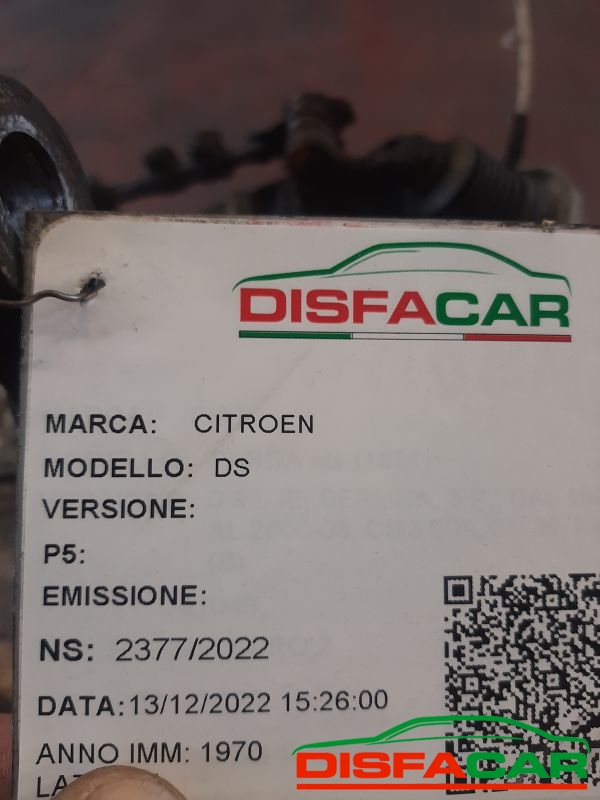 DISFACAR
MARCA: CITROEN
MODELLO: DS
VERSIONE:
P5:
EMISSIONE:
NS: 2377/2022
DATA:13/12/2022 15:26:00
ANNO IMM: 1970
DISFACAR